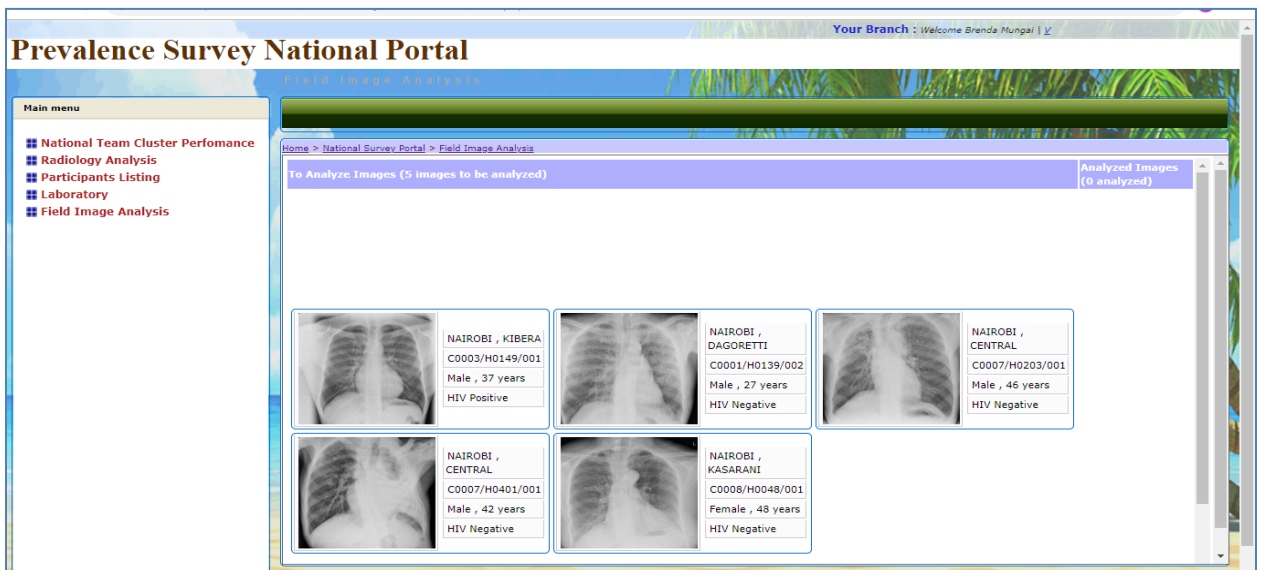 Your Branch : Welcome Brenda Mungai | V
Prevalence Survey National Portal
Field Image Analysis
Main menu
National Team Cluster Perfomance
Radiology Analysis
Participants Listing
Laboratory
Field Image Analysis
Home > National Survey Portal > Field Image Analysis
To Analyze Images (5 images to be analyzed)
Analyzed Images
(0 analyzed)
NAIROBI , KIBERA
C0003/H0149/001
Male , 37 years
HIV Positive
NAIROBI ,
DAGORETTI
C0001/H0139/002
Male , 27 years
HIV Negative
NAIROBI ,
CENTRAL
C0007/H0203/001
Male , 46 years
HIV Negative
NAIROBI ,
CENTRAL
C0007/H0401/001
Male , 42 years
HIV Negative
NAIROBI ,
KASARANI
C0008/H0048/001
Female , 48 years
HIV Negative